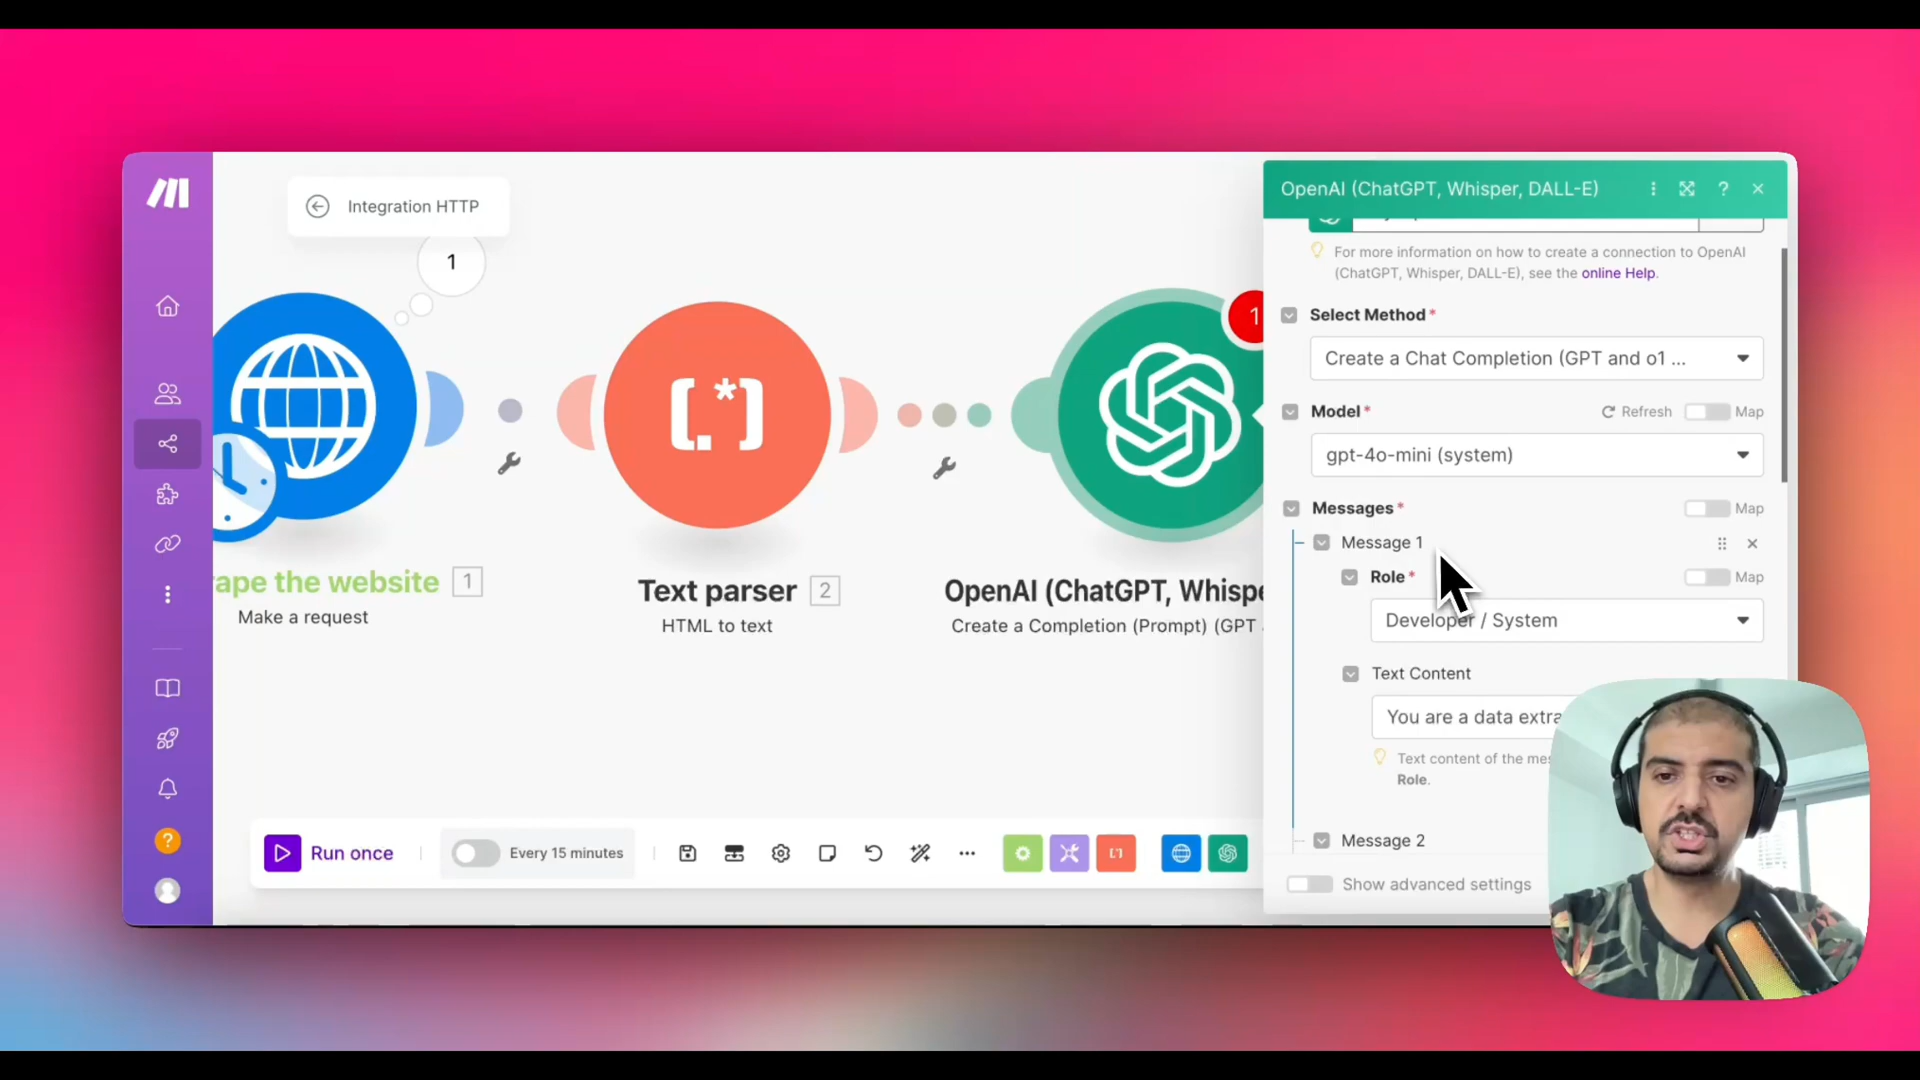 Integration HTTP
1
rape the website 1
Make a request
[.*]
Text parser 2
HTML to text
1
OpenAI (ChatGPT, Whispe
Create a Completion (Prompt) (GPT
Run once
Every 15 minutes
OpenAI (ChatGPT, Whisper, DALL-E)
?
For more information on how to create a connection to OpenAI
(ChatGPT, Whisper, DALL-E), see the online Help.
Select Method *
Create a Chat Completion (GPT and o1 ...
Model * Refresh Map
gpt-4o-mini (system)
Messages * Map
Message 1
Role * Map
Developer / System
Text Content
You are a data extra
Text content of the mes
Role.
Message 2
Show advanced settings
?